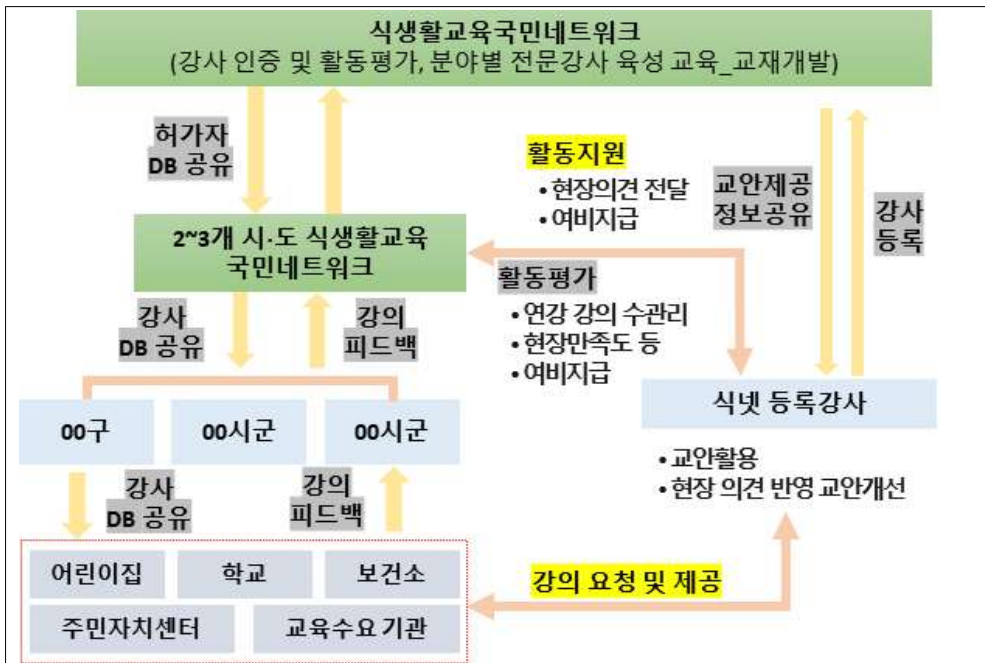 식생활교육국민네트워크
(강사 인증 및 활동평가, 분야별 전문강사 육성 교육_교재개발)
허가자
DB 공유
활동지원
• 현장의견 전달
• 여비지급
교안제공
정보공유
강사
등록
2~3개 시·도 식생활교육
국민네트워크
활동평가
• 연강 강의 수관리
• 현장만족도 등
• 여비지급
강사
DB 공유
강의
피드백
식넷 등록강사
• 교안활용
• 현장 의견 반영 교안개선
00구
00시군
00시군
강사
DB 공유
강의
피드백
어린이집
학교
보건소
주민자치센터
교육수요기관
강의 요청 및 제공